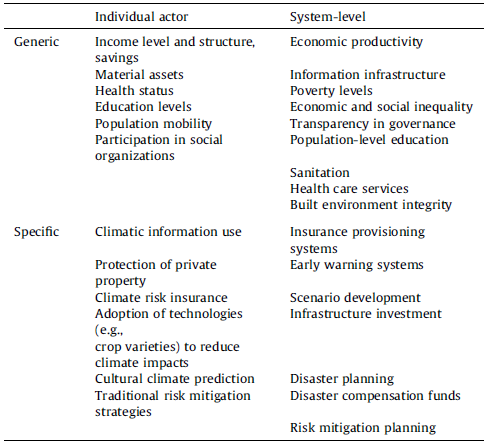 Individual actor System-level
Generic Income level and structure, Economic productivity
savings
Material assets Information infrastructure
Health status Poverty levels
Education levels Economic and social inequality
Population mobility Transparency in governance
Participation in social Population-level education
organizations
Sanitation
Health care services
Built environment integrity
Specific Climatic information use Insurance provisioning
systems
Protection of private Early warning systems
property
Climate risk insurance Scenario development
Adoption of technologies Infrastructure investment
(e.g.,
crop varieties) to reduce
climate impacts
Cultural climate prediction Disaster planning
Traditional risk mitigation Disaster compensation funds
strategies
Risk mitigation planning